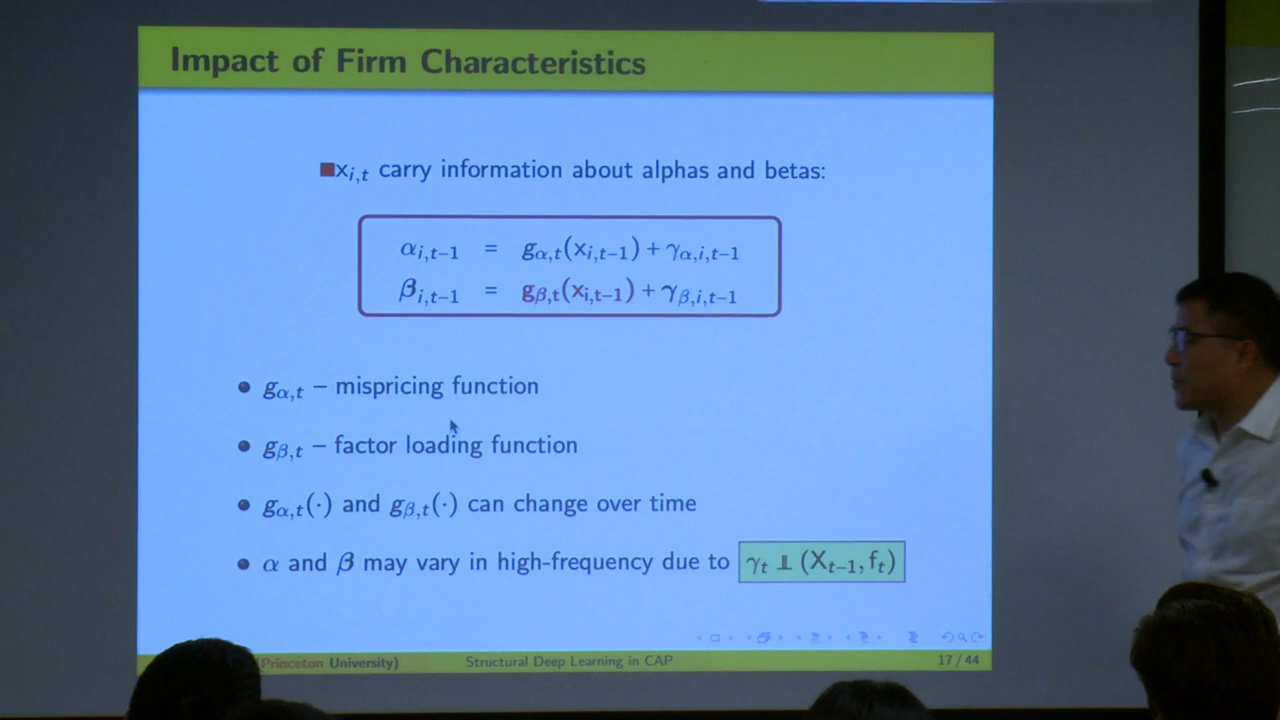 Impact of Firm Characteristics
x_{i,t} carry information about alphas and betas:
α_{i,t−1} = g_{α,t}(x_{i,t−1}) + γ_{α,i,t−1}
β_{i,t−1} = g_{β,t}(x_{i,t−1}) + γ_{β,i,t−1}
• g_{α,t} – mispricing function
• g_{β,t} – factor loading function
• g_{α,t}(·) and g_{β,t}(·) can change over time
• α and β may vary in high-frequency due to γ_t ⫫ (X_{t−1}, f_t)
(Princeton University) Structural Deep Learning in CAP 17 / 44